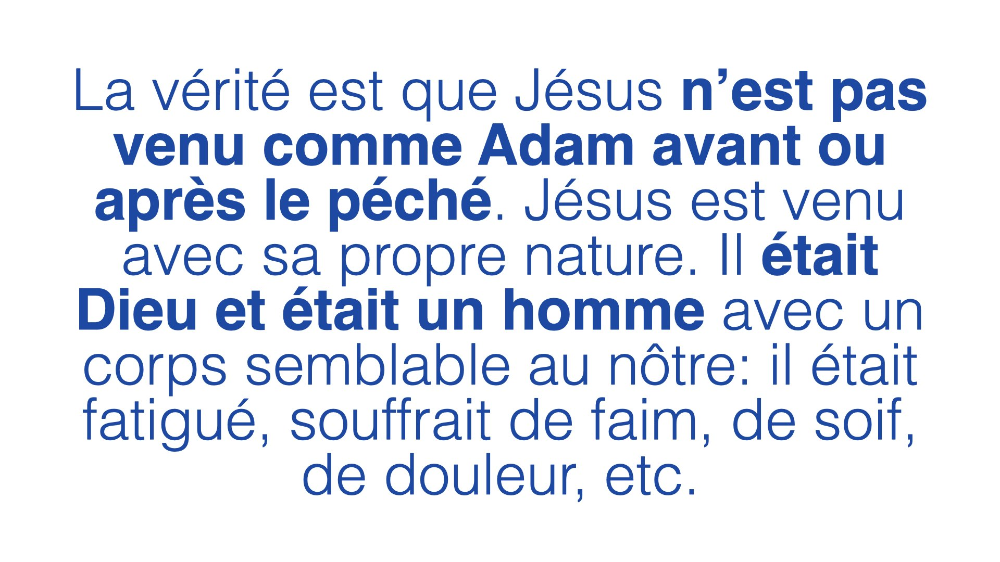 La vérité est que Jésus n’est pas
venu comme Adam avant ou
après le péché. Jésus est venu
avec sa propre nature. Il était
Dieu et était un homme avec un
corps semblable au nôtre: il était
fatigué, souffrait de faim, de soif,
de douleur, etc.